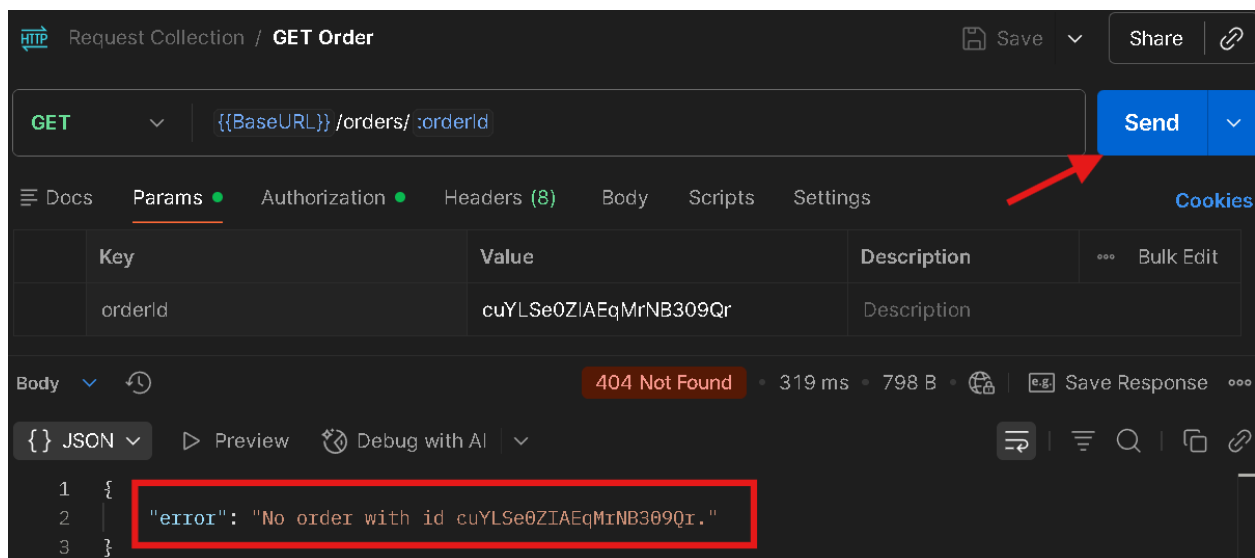 HTTP Request Collection / GET Order Save Share
GET {{BaseURL}} /orders/ :orderId Send
Docs Params Authorization Headers (8) Body Scripts Settings Cookies
Key Value Description Bulk Edit
orderId cuYLSe0ZIAEqMrNB309Qr Description
Body 404 Not Found 319 ms 798 B e.g. Save Response
{} JSON Preview Debug with AI
1 {
2 "error": "No order with id cuYLSe0ZIAEqMrNB309Qr."
3 }